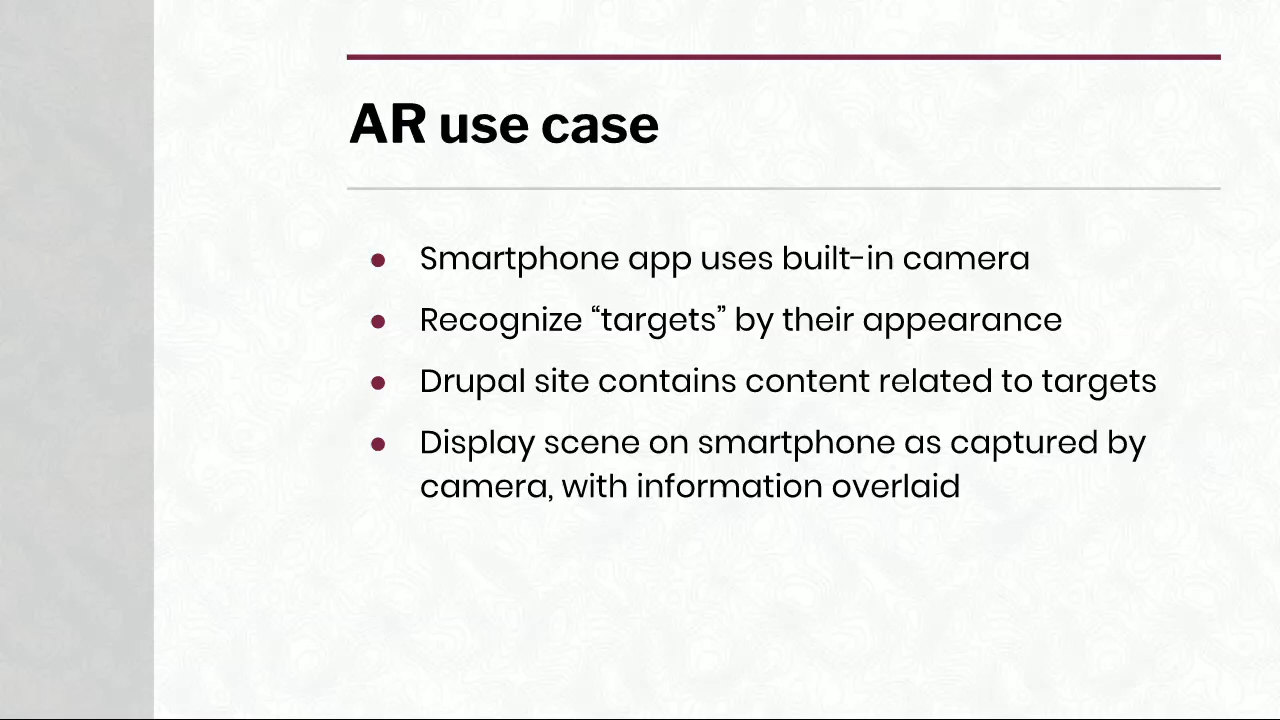 AR use case
● Smartphone app uses built-in camera
● Recognize “targets” by their appearance
● Drupal site contains content related to targets
● Display scene on smartphone as captured by
camera, with information overlaid